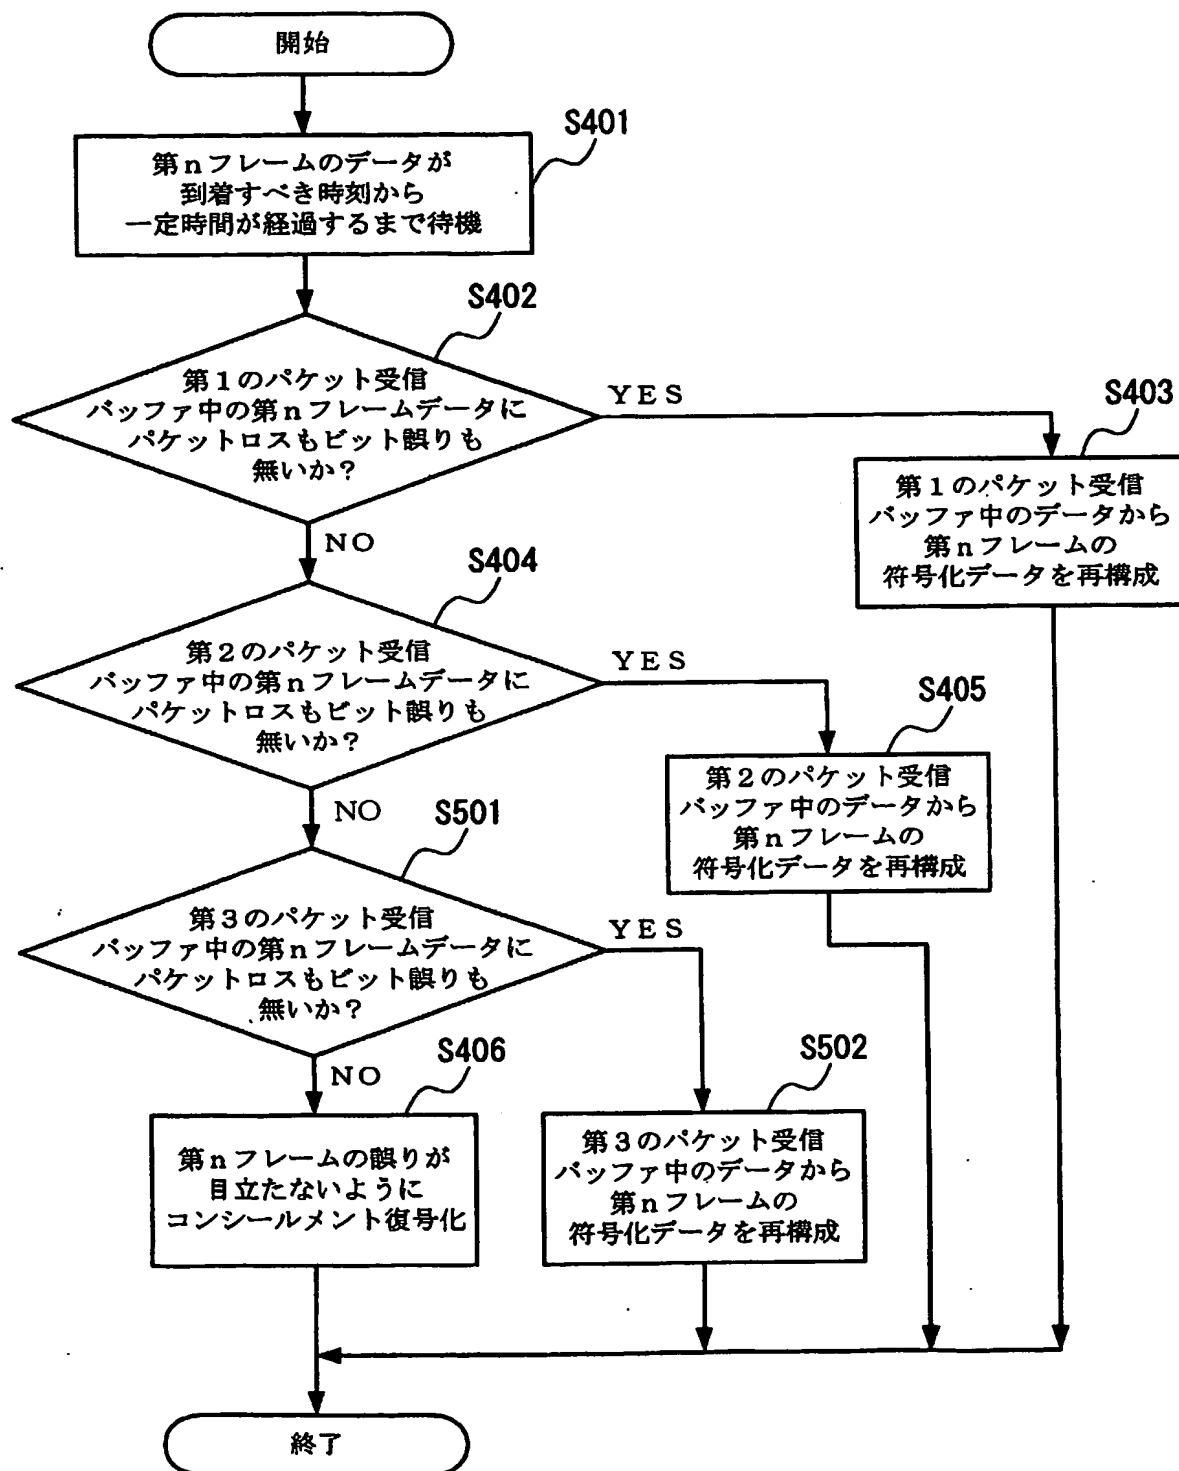 開始
S401
第nフレームのデータが
到着すべき時刻から
一定時間が経過するまで待機
S402
第1のパケット受信
バッファ中の第nフレームデータに
パケットロスもビット誤りも
無いか?
YES
S403
第1のパケット受信
バッファ中のデータから
第nフレームの
符号化データを再構成
NO
S404
第2のパケット受信
バッファ中の第nフレームデータに
パケットロスもビット誤りも
無いか?
YES
S405
第2のパケット受信
バッファ中のデータから
第nフレームの
符号化データを再構成
NO
S501
第3のパケット受信
バッファ中の第nフレームデータに
パケットロスもビット誤りも
無いか?
YES
S502
第3のパケット受信
バッファ中のデータから
第nフレームの
符号化データを再構成
NO
S406
第nフレームの誤りが
目立たないように
コンシールメント復号化
終了